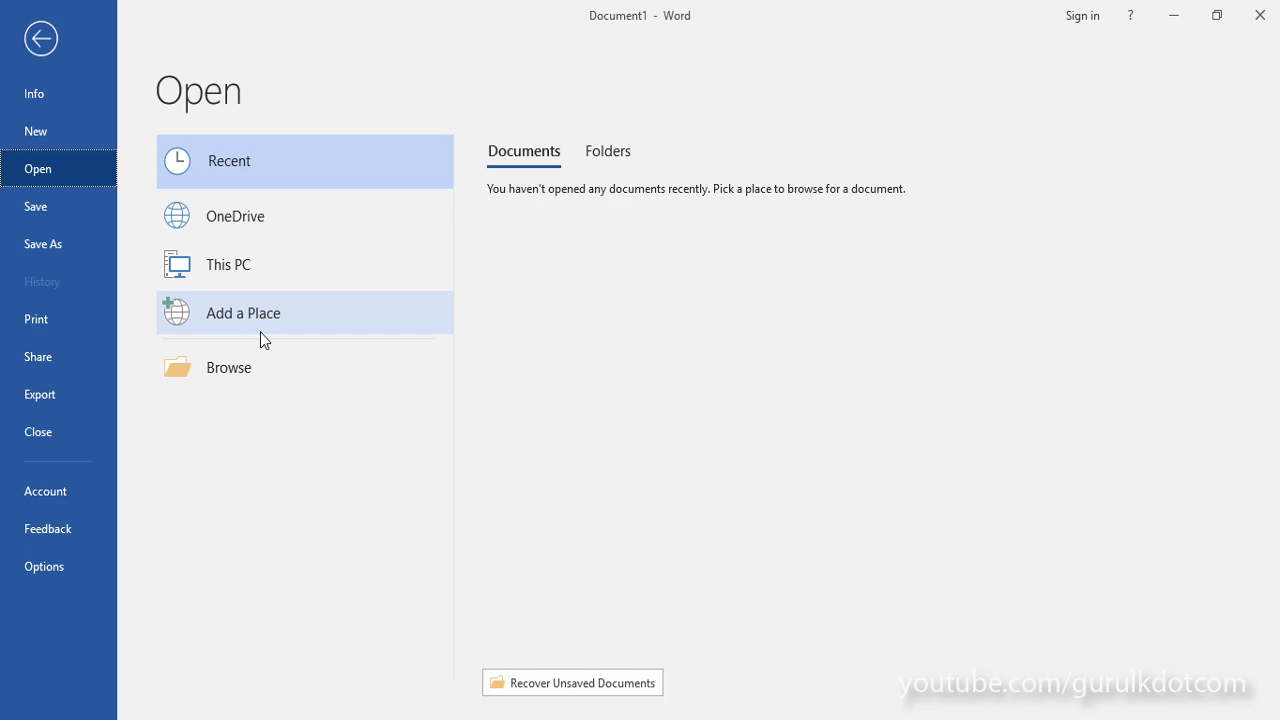 Document1 - Word
Sign in
?
Info
New
Open
Save
Save As
History
Print
Share
Export
Close
Account
Feedback
Options
Open
Recent
OneDrive
This PC
Add a Place
Browse
Documents
Folders
You haven't opened any documents recently. Pick a place to browse for a document.
Recover Unsaved Documents
youtube.com/gurulkdotcom